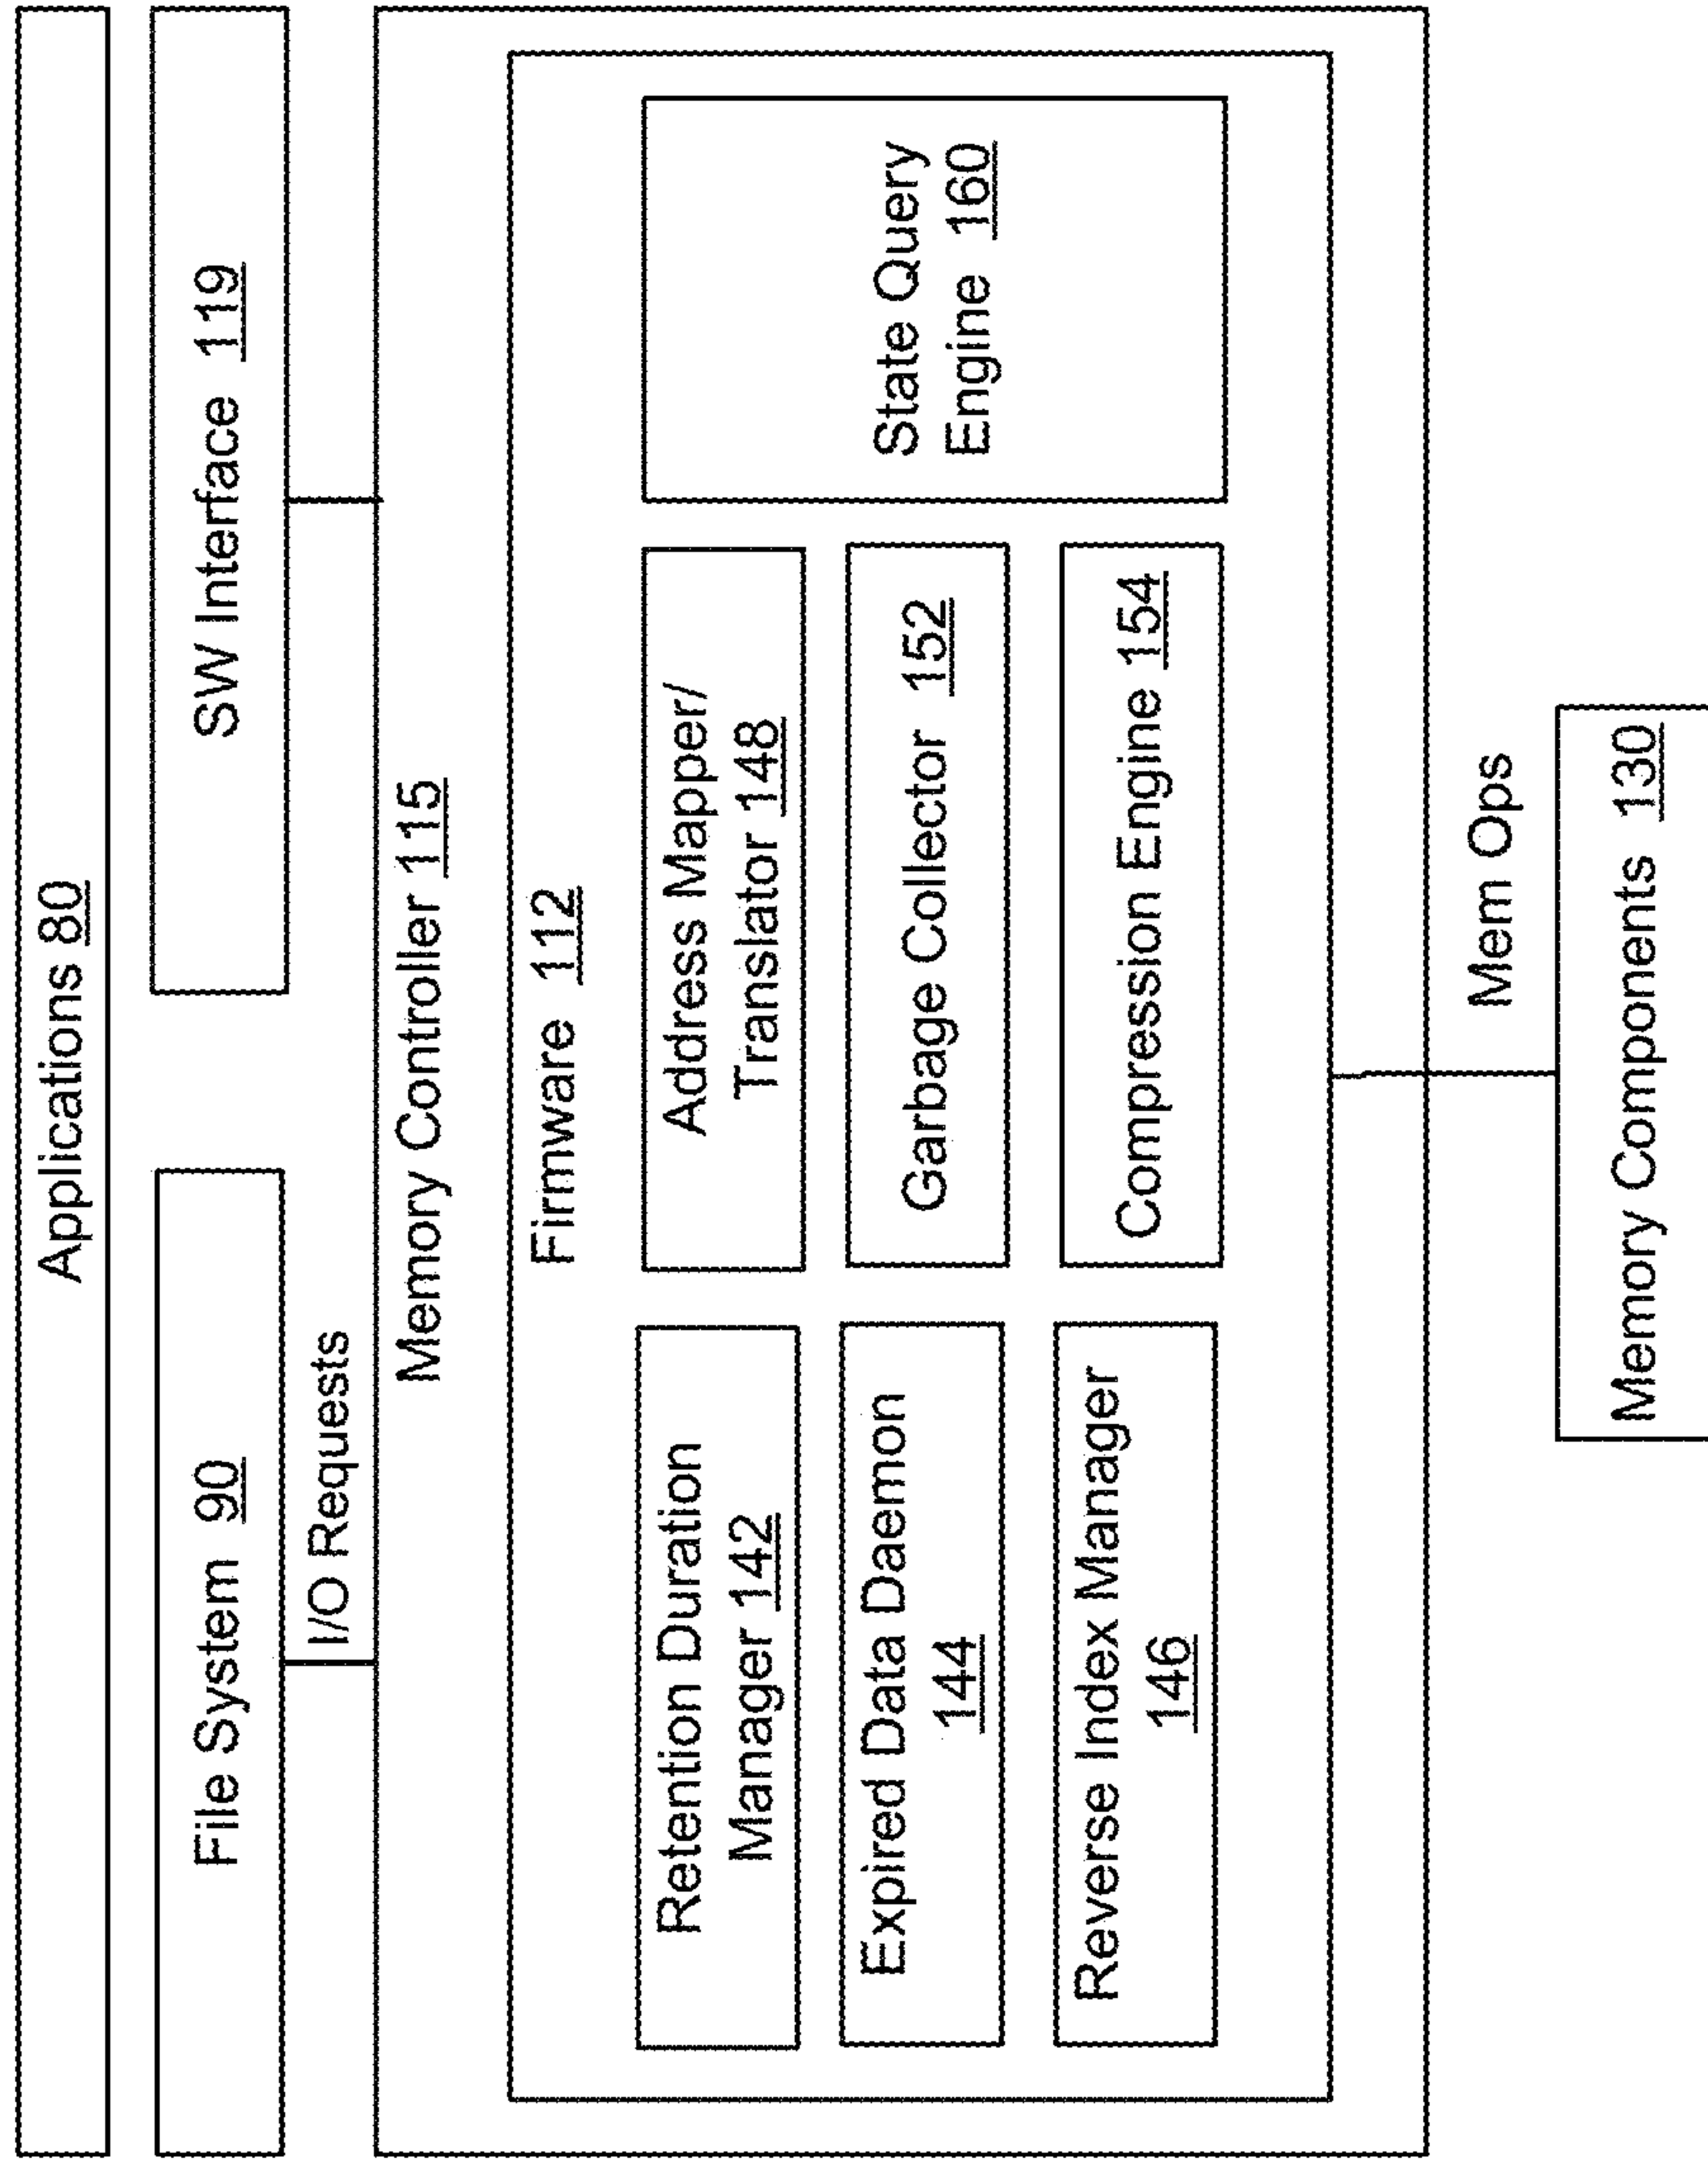 Applications 80
File System 90
SW Interface 119
I/O Requests
Memory Controller 115
Firmware 112
Retention Duration
Manager 142
Address Mapper/
Translator 148
State Query
Engine 160
Expired Data Daemon
144
Garbage Collector 152
Reverse Index Manager
146
Compression Engine 154
Mem Ops
Memory Components 130